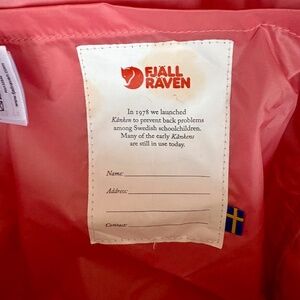 FJÄLL
RÄVEN
In 1978 we launched
Kånken to prevent back problems
among Swedish schoolchildren.
Many of the early Kånkens
are still in use today.
Name:
Address:
Contact: